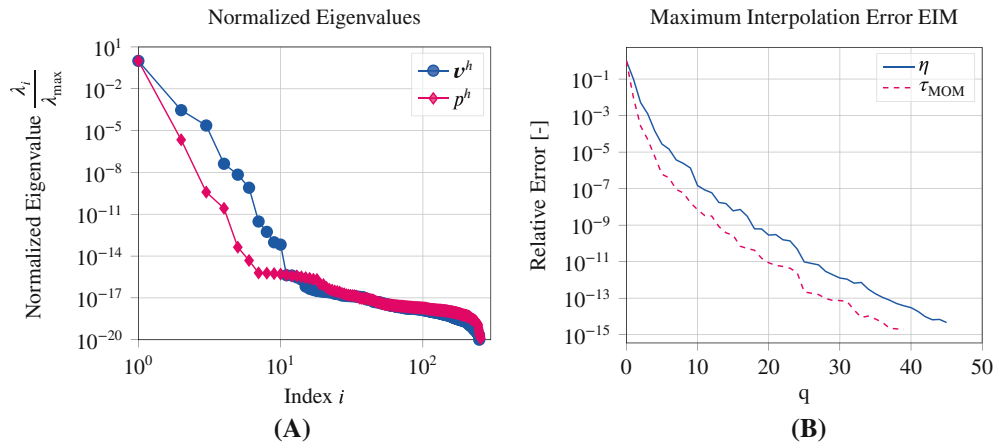 Normalized Eigenvalues
Normalized Eigenvalue λ_i/λ_max
10^1
10^−2
10^−5
10^−8
10^−11
10^−14
10^−17
10^−20
v^h
p^h
10^0
10^1
10^2
Index i
(A)
Maximum Interpolation Error EIM
Relative Error [-]
10^−1
10^−3
10^−5
10^−7
10^−9
10^−11
10^−13
10^−15
η
τ_MOM
0
10
20
30
40
50
q
(B)